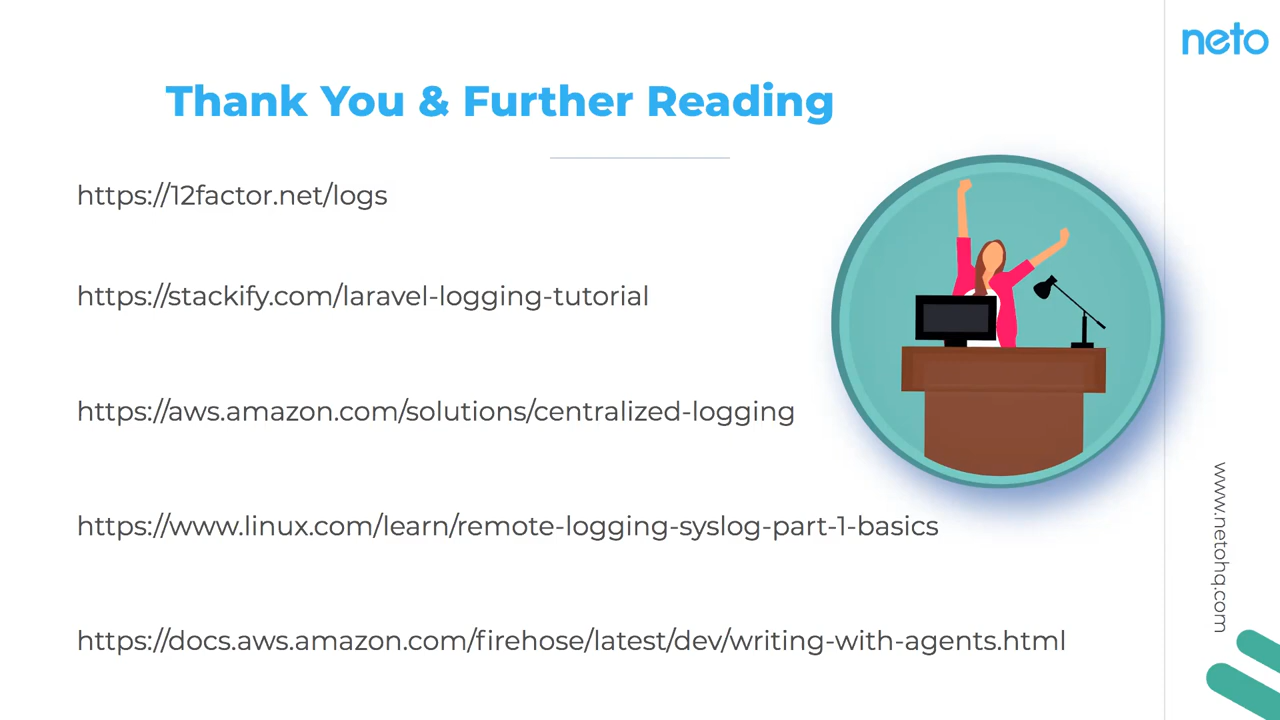 neto
Thank You & Further Reading
https://12factor.net/logs
https://stackify.com/laravel-logging-tutorial
https://aws.amazon.com/solutions/centralized-logging
https://www.linux.com/learn/remote-logging-syslog-part-1-basics
https://docs.aws.amazon.com/firehose/latest/dev/writing-with-agents.html
www.netohq.com